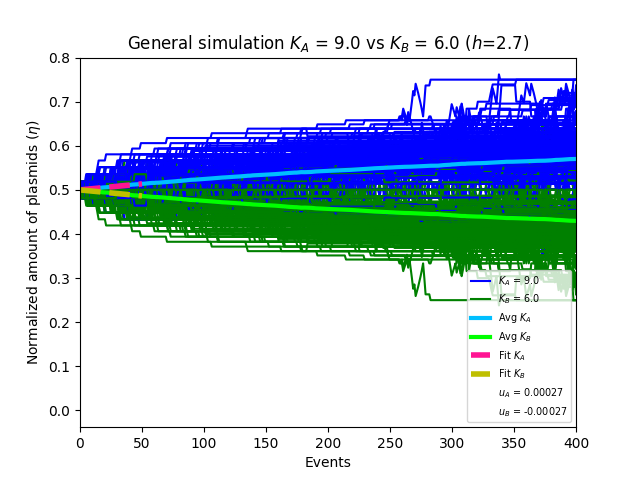 General simulation K_A = 9.0 vs K_B = 6.0 (h=2.7)
Normalized amount of plasmids (η)
0.8
0.7
0.6
0.5
0.4
0.3
0.2
0.1
0.0
K_A = 9.0
K_B = 6.0
Avg K_A
Avg K_B
Fit K_A
Fit K_B
u_A = 0.00027
u_B = -0.00027
0 50 100 150 200 250 300 350 400
Events